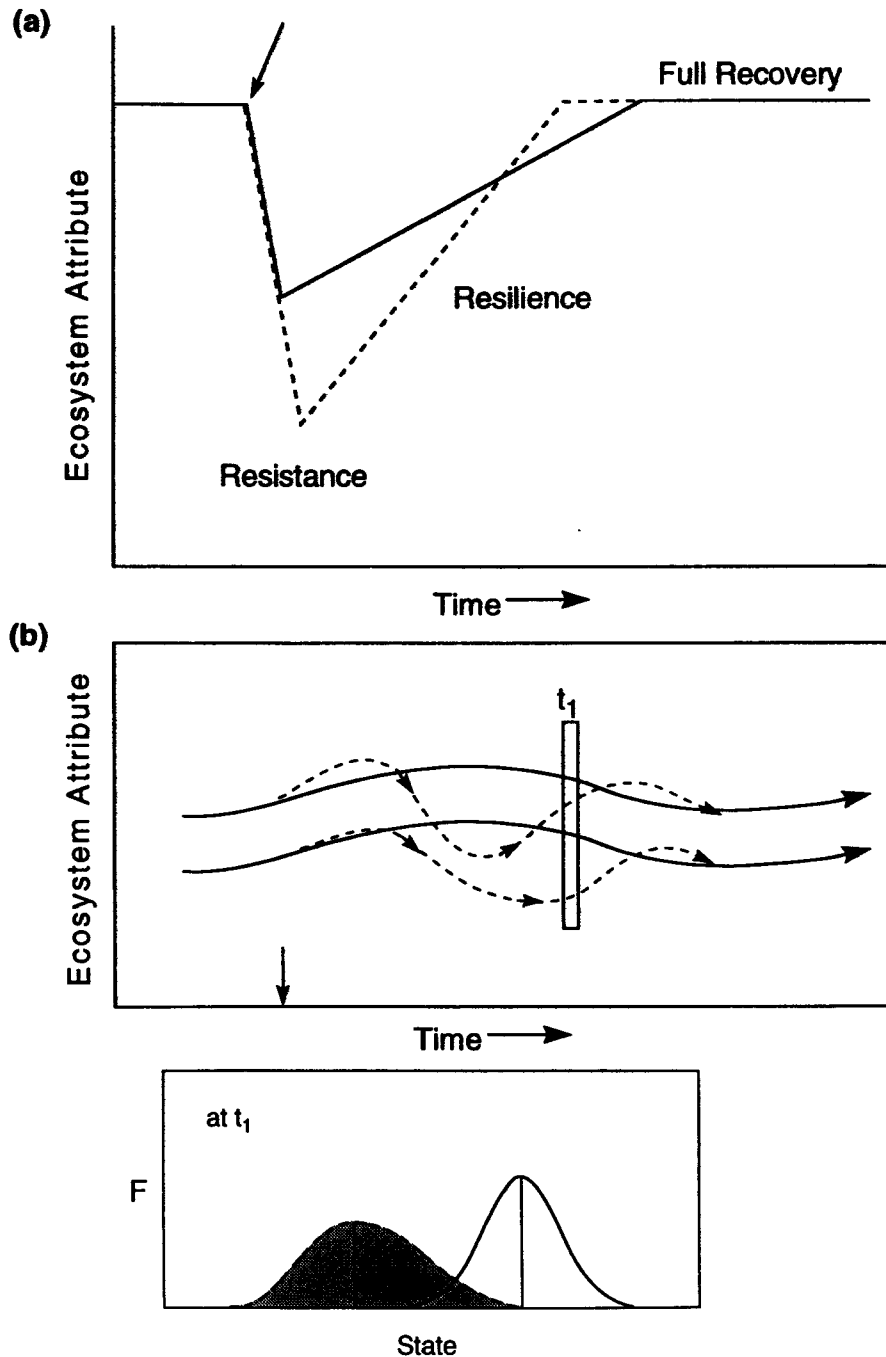 (a)
Full Recovery
Ecosystem Attribute
Resilience
Resistance
Time
(b)
Ecosystem Attribute
t1
Time
at t1
F
State